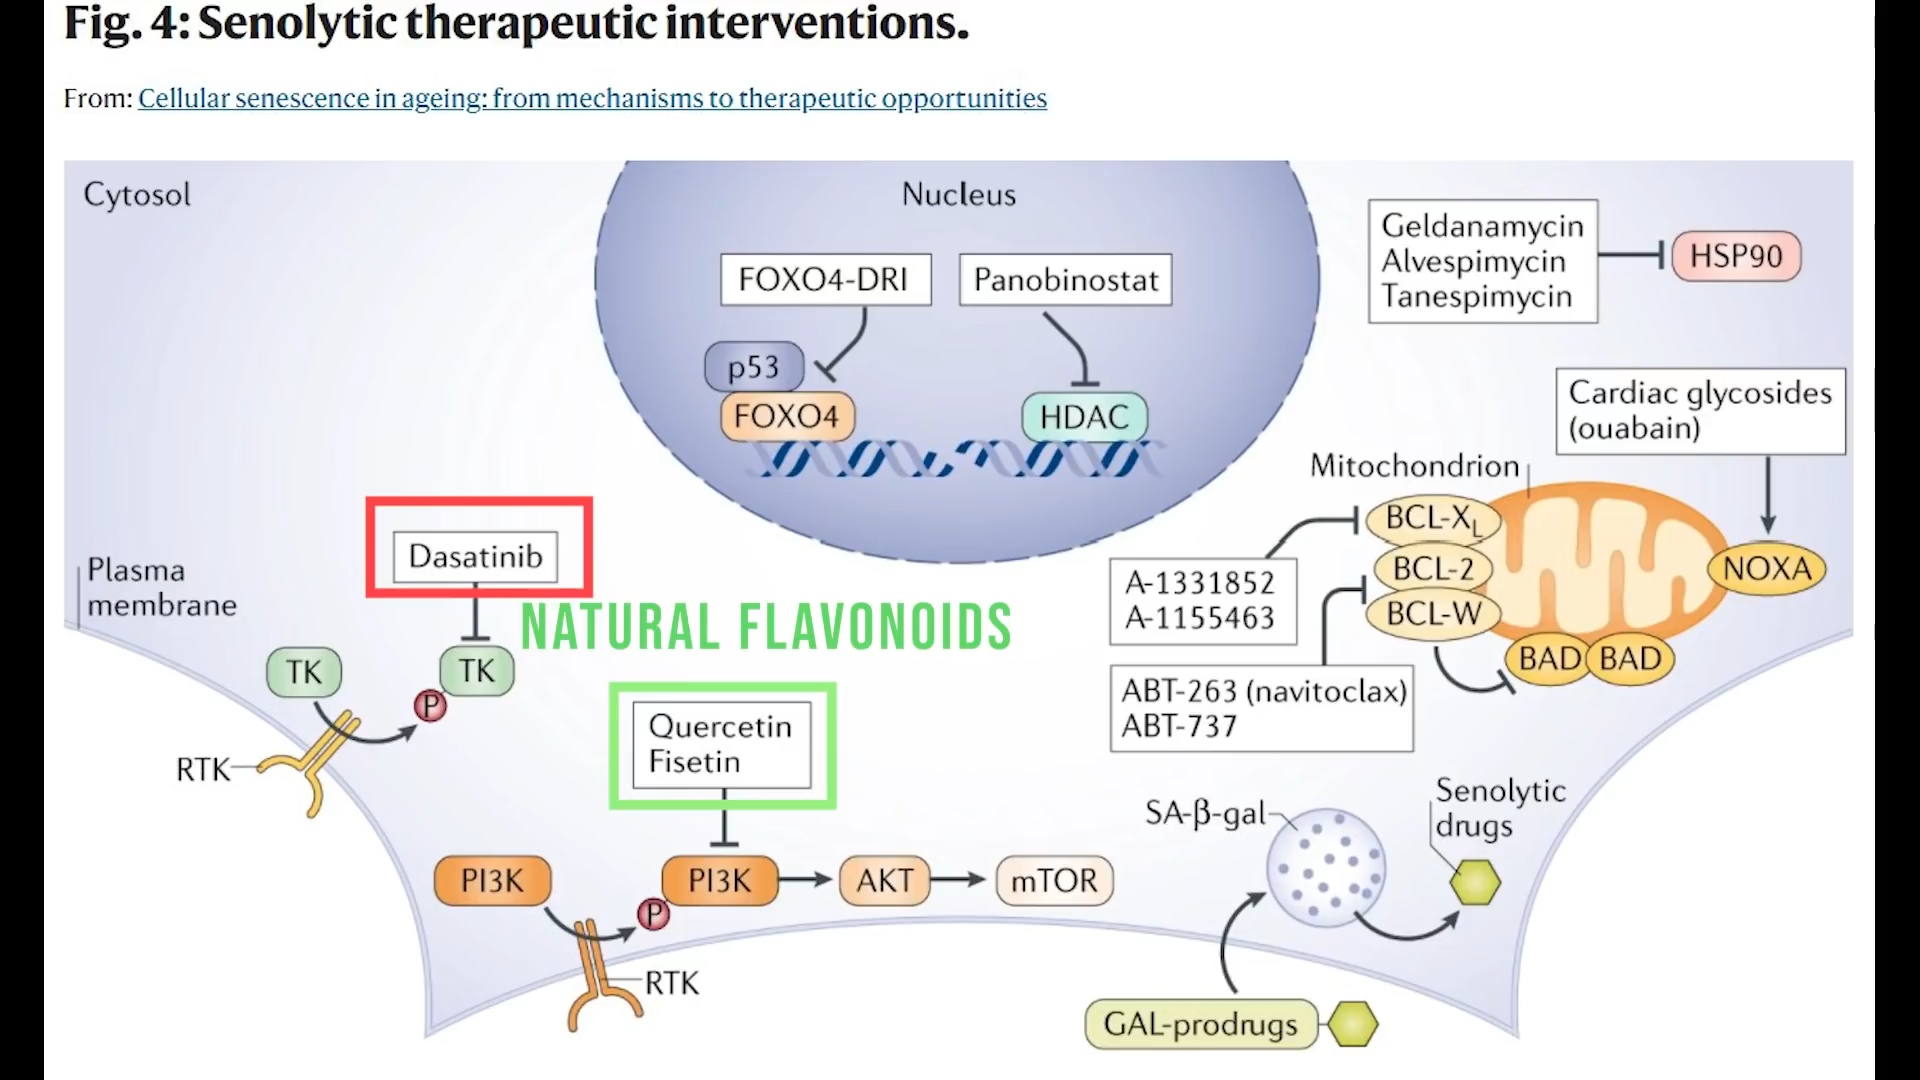 Fig. 4: Senolytic therapeutic interventions.
From: Cellular senescence in ageing: from mechanisms to therapeutic opportunities
Cytosol
Nucleus
FOXO4-DRI
Panobinostat
p53
FOXO4
HDAC
Geldanamycin
Alvespimycin
Tanespimycin
HSP90
Cardiac glycosides
(ouabain)
Mitochondrion
BCL-XL
BCL-2
BCL-W
NOXA
BAD
BAD
A-1331852
A-1155463
ABT-263 (navitoclax)
ABT-737
Plasma
membrane
Dasatinib
NATURAL FLAVONOIDS
TK
TK
P
RTK
Quercetin
Fisetin
PI3K
PI3K
P
AKT
mTOR
RTK
SA-β-gal
Senolytic
drugs
GAL-prodrugs